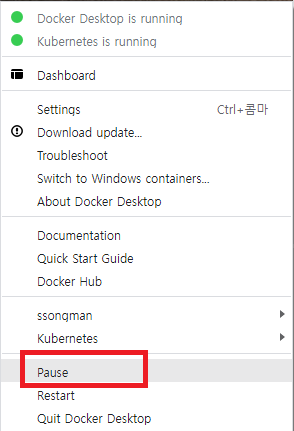 Docker Desktop is running
Kubernetes is running
Dashboard
Settings Ctrl+콤마
Download update...
Troubleshoot
Switch to Windows containers...
About Docker Desktop
Documentation
Quick Start Guide
Docker Hub
ssongman
Kubernetes
Pause
Restart
Quit Docker Desktop